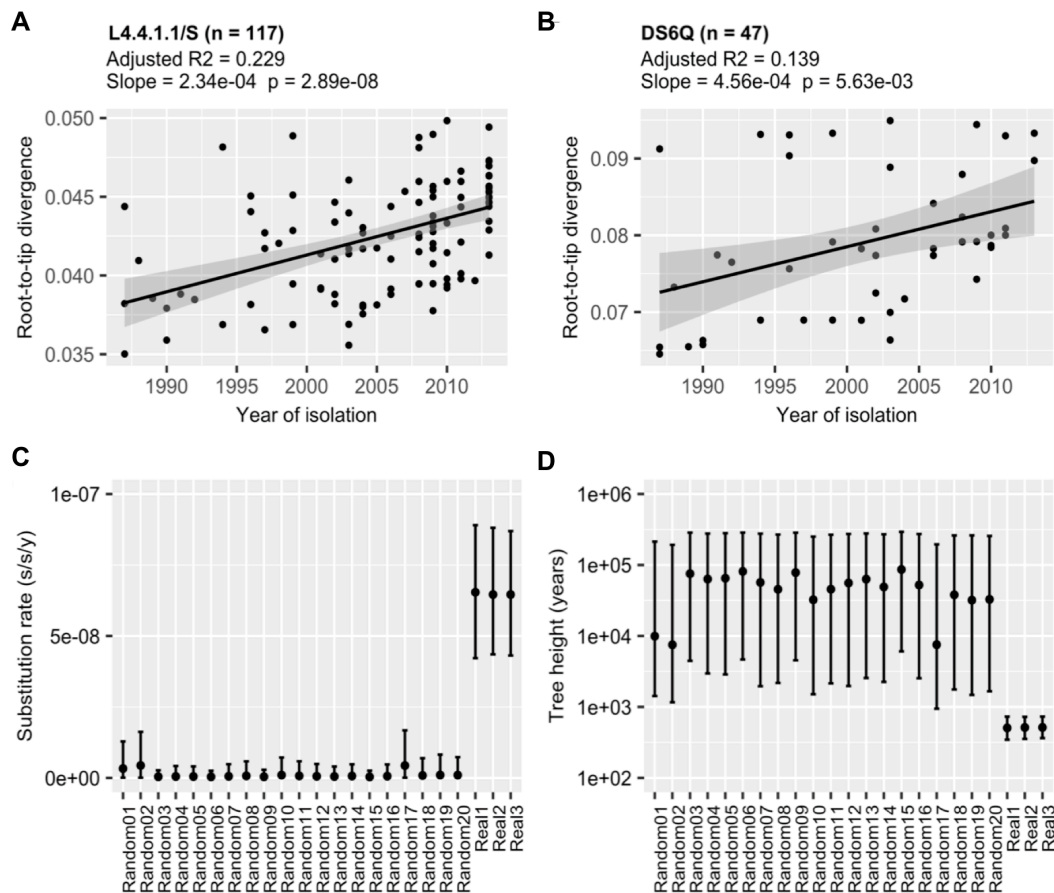 A
L4.4.1.1/S (n = 117)
Adjusted R2 = 0.229
Slope = 2.34e-04 p = 2.89e-08
0.050
0.045
0.040
0.035
Root-to-tip divergence
1990 1995 2000 2005 2010
Year of isolation
B
DS6Q (n = 47)
Adjusted R2 = 0.139
Slope = 4.56e-04 p = 5.63e-03
0.09
0.08
0.07
Root-to-tip divergence
1990 1995 2000 2005 2010
Year of isolation
C
1e-07
5e-08
0e+00
Substitution rate (s/s/y)
Random01
Random02
Random03
Random04
Random05
Random06
Random07
Random08
Random09
Random10
Random11
Random12
Random13
Random14
Random15
Random16
Random17
Random18
Random19
Random20
Real1
Real2
Real3
D
1e+06
1e+05
1e+04
1e+03
1e+02
Tree height (years)
Random01
Random02
Random03
Random04
Random05
Random06
Random07
Random08
Random09
Random10
Random11
Random12
Random13
Random14
Random15
Random16
Random17
Random18
Random19
Random20
Real1
Real2
Real3